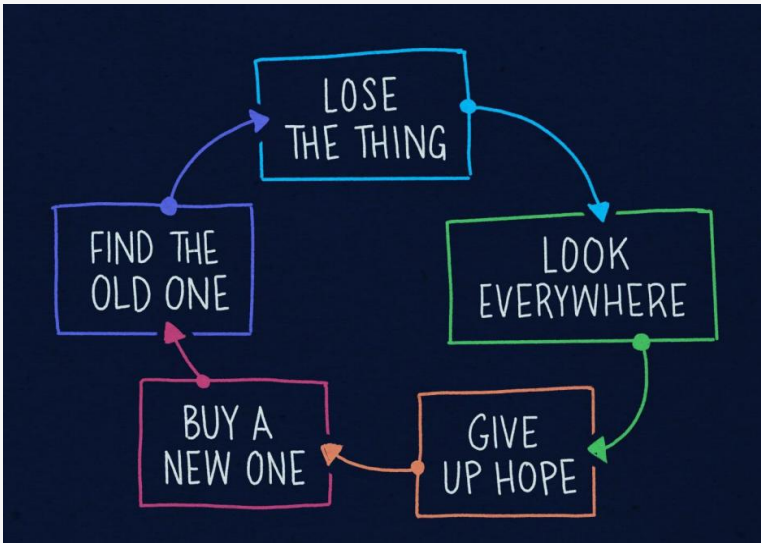 LOSE
THE THING
LOOK
EVERYWHERE
GIVE
UP HOPE
BUY A
NEW ONE
FIND THE
OLD ONE